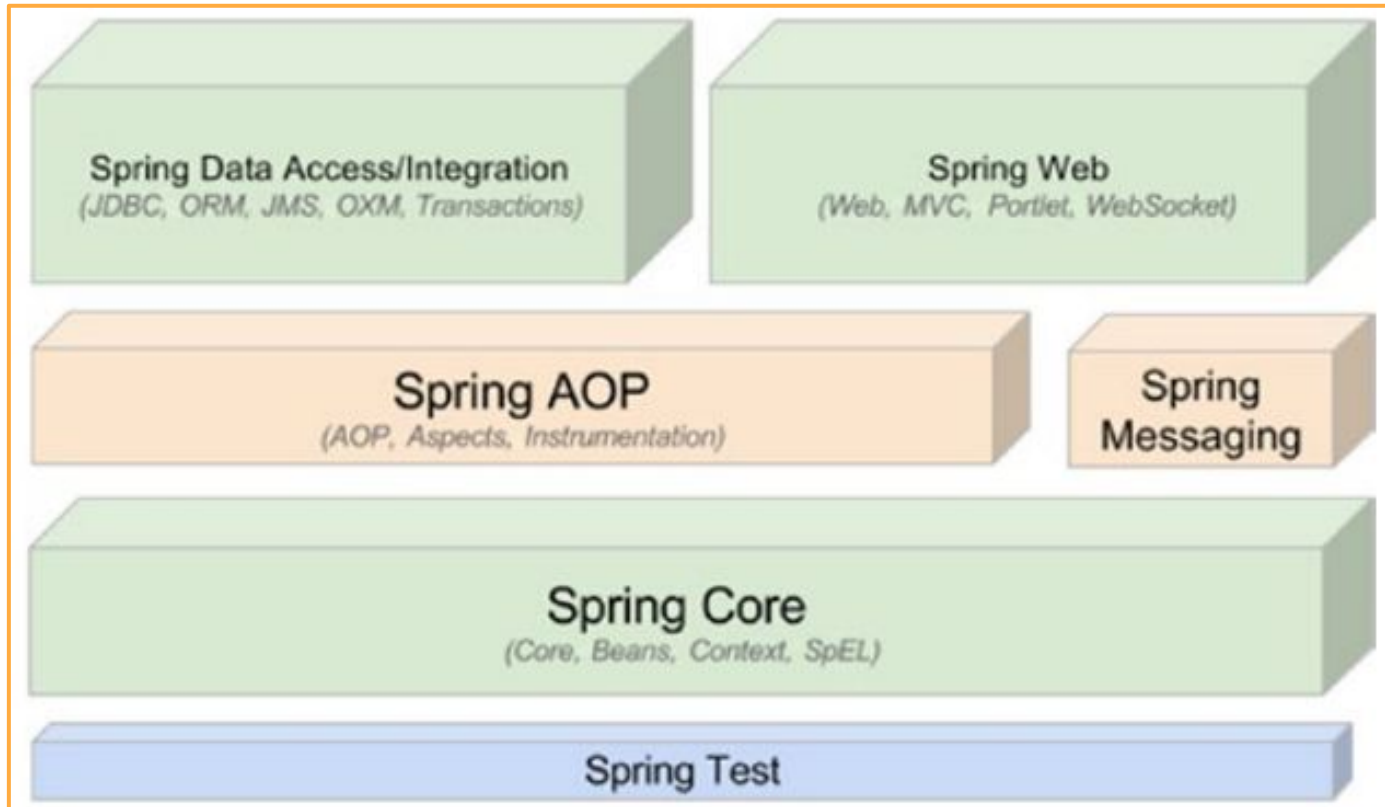 Spring Data Access/Integration
(JDBC, ORM, JMS, OXM, Transactions)
Spring Web
(Web, MVC, Portlet, WebSocket)
Spring AOP
(AOP, Aspects, Instrumentation)
Spring
Messaging
Spring Core
(Core, Beans, Context, SpEL)
Spring Test